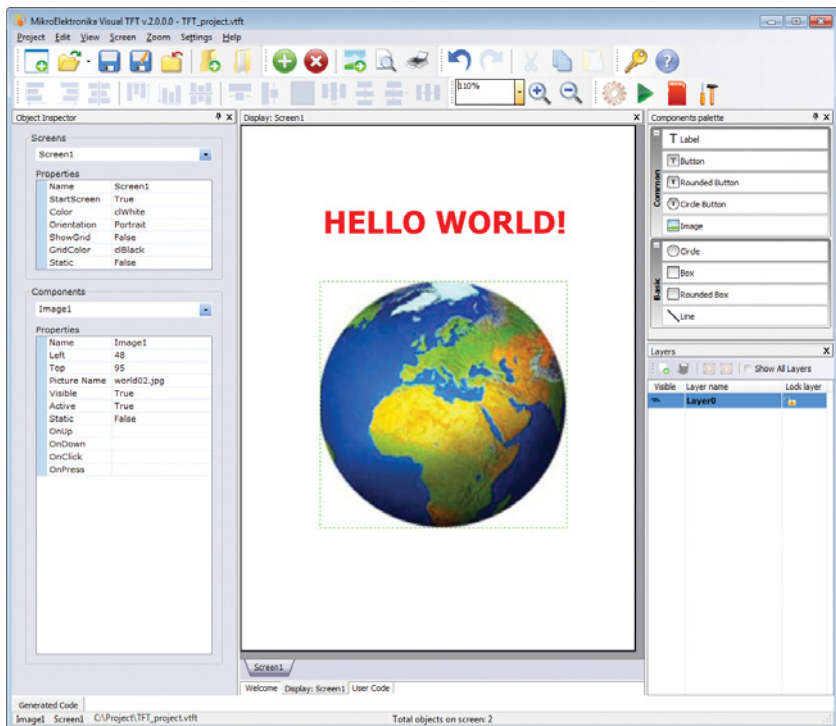 MikroElektronika Visual TFT v.2.0.0.0 - TFT_project.vtft
Project Edit View Screen Zoom Settings Help
110%
Object Inspector
Screens
Screen1
Properties
Name Screen1
StartScreen True
Color clWhite
Orientation Portrait
ShowGrid False
GridColor clBlack
Static False
Components
Image1
Properties
Name Image1
Left 48
Top 95
Picture Name world02.jpg
Visible True
Active True
Static False
OnUp
OnDown
OnClick
OnPress
Display: Screen1
HELLO WORLD!
Screen1
Welcome Display: Screen1 User Code
Components palette
Common
T Label
Button
Rounded Button
Circle Button
Image
Basic
Circle
Box
Rounded Box
Line
Layers
Show All Layers
Visible Layer name Lock layer
Layer0
Generated Code
Image1 Screen1 C:\Project\TFT_project.vtft Total objects on screen: 2